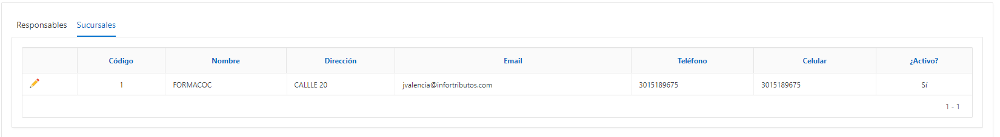 Responsables Sucursales
Código Nombre Dirección Email Teléfono Celular ¿Activo?
1 FORMACOC CALLLE 20 jvalencia@infortributos.com 3015189675 3015189675 Sí
1 - 1